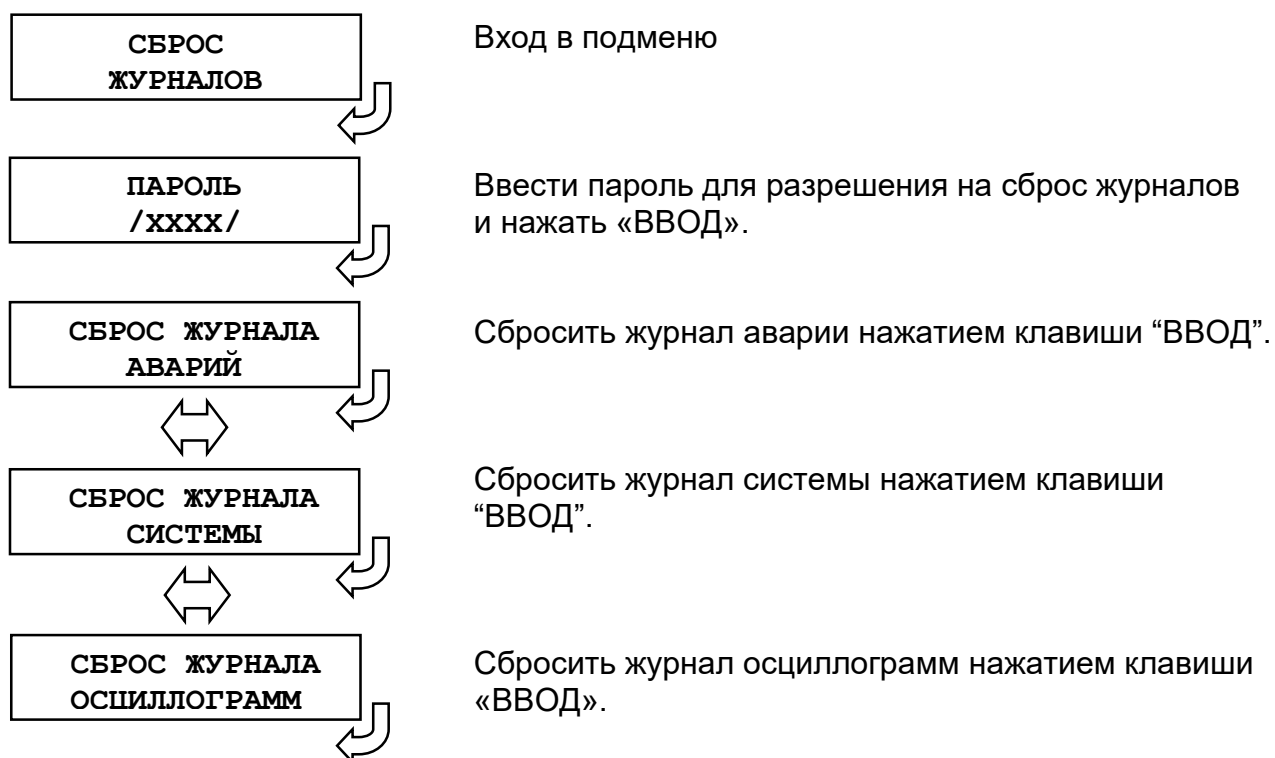 СБРОС
ЖУРНАЛОВ
Вход в подменю
ПАРОЛЬ
/XXXX/
Ввести пароль для разрешения на сброс журналов
и нажать «ВВОД».
СБРОС ЖУРНАЛА
АВАРИЙ
Сбросить журнал аварии нажатием клавиши “ВВОД”.
СБРОС ЖУРНАЛА
СИСТЕМЫ
Сбросить журнал системы нажатием клавиши
“ВВОД”.
СБРОС ЖУРНАЛА
ОСЦИЛЛОГРАММ
Сбросить журнал осциллограмм нажатием клавиши
«ВВОД».